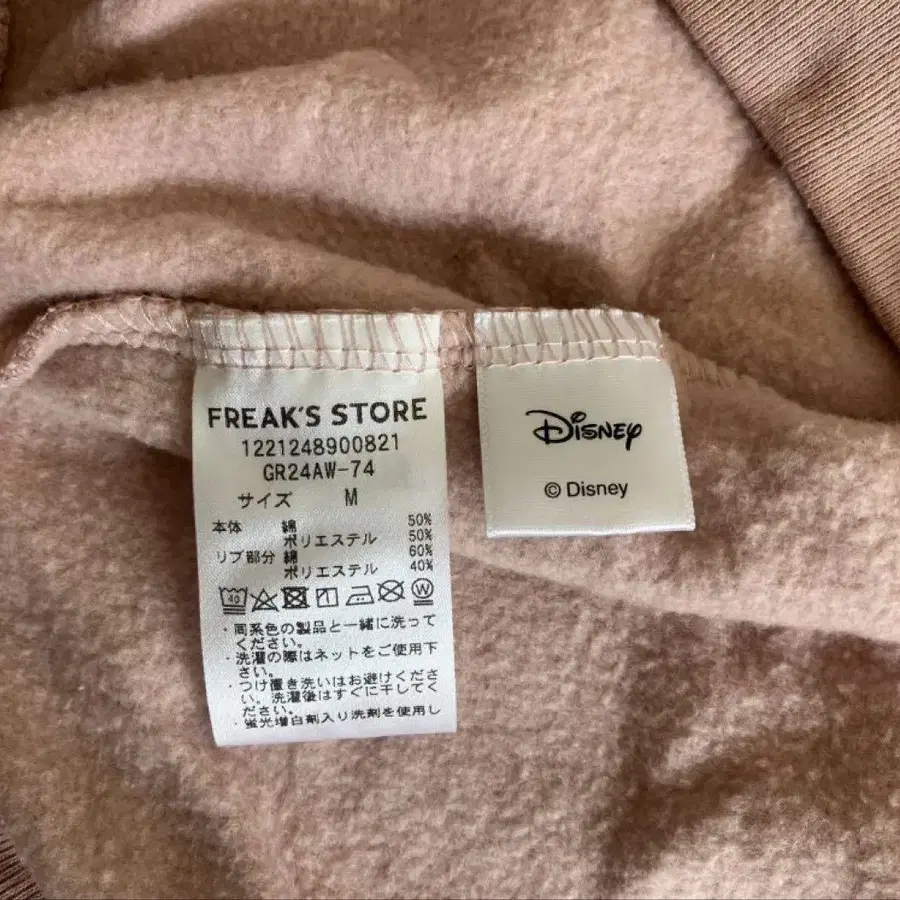 FREAK'S STORE
1221248900821
GR24AW-74
サイズ M
本体 綿 50%
ポリエステル 50%
リブ部分 綿 60%
ポリエステル 40%
40
W
・同系色の製品と一緒に洗って
ください。
・洗濯の際はネットをご使用下
さい。
・つけ置き洗いはお避けくださ
い。洗濯後はすぐに干してく
ださい。
・蛍光増白剤入り洗剤を使用し
Disney
© Disney